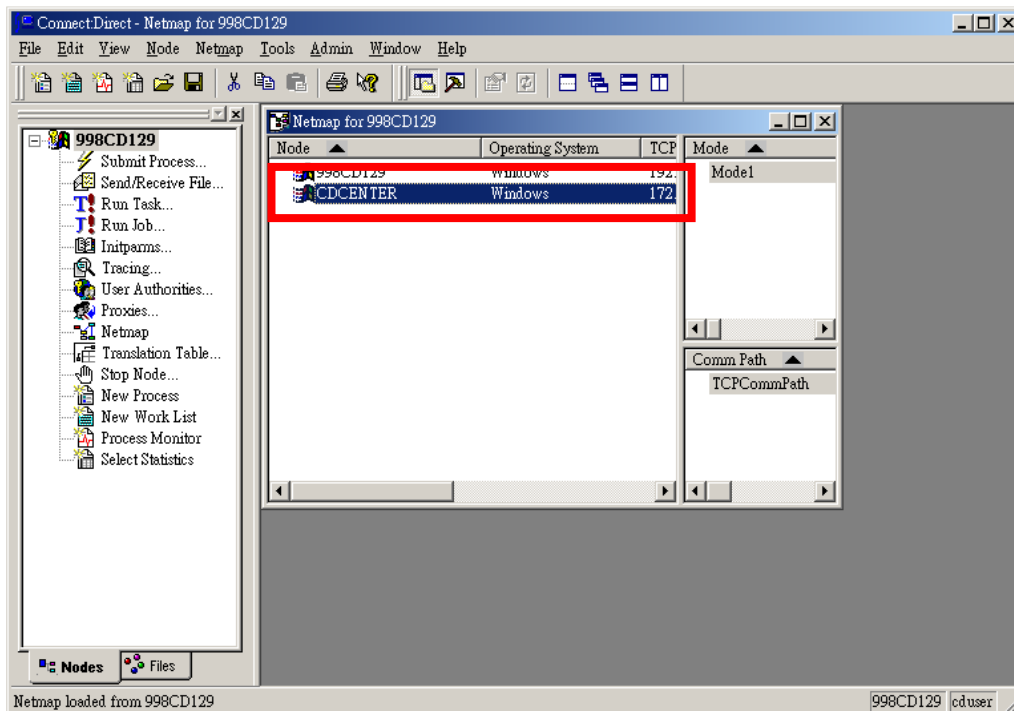 Connect:Direct - Netmap for 998CD129
File Edit View Node Netmap Tools Admin Window Help
998CD129
Submit Process...
Send/Receive File...
Run Task...
Run Job...
Initparms...
Tracing...
User Authorities...
Proxies...
Netmap
Translation Table...
Stop Node...
New Process
New Work List
Process Monitor
Select Statistics
Nodes Files
Netmap for 998CD129
Node Operating System TCP
998CD129 Windows 192.
CDCENTER Windows 172.
Mode
Mode1
Comm Path
TCPCommPath
Netmap loaded from 998CD129
998CD129 cduser